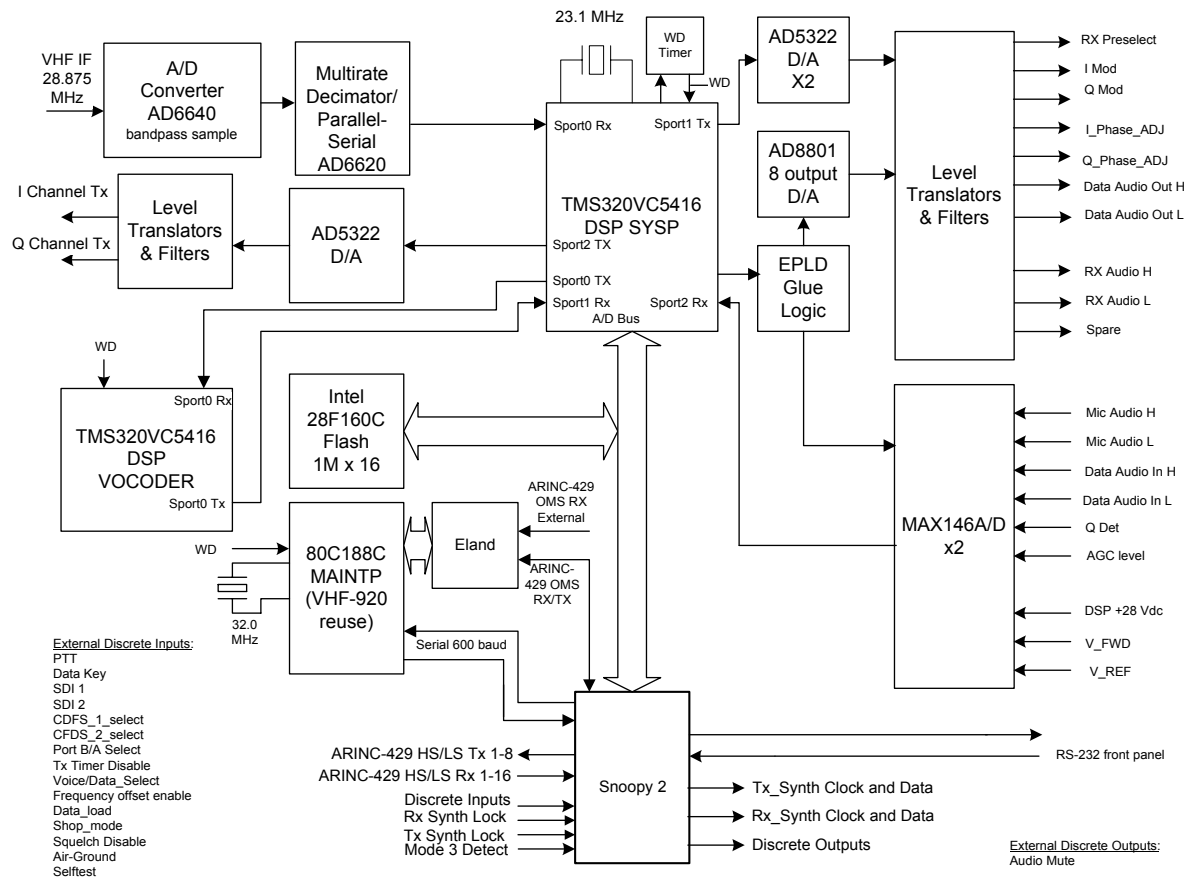 VHF IF
28.875
MHz
A/D
Converter
AD6640
bandpass sample
Multirate
Decimator/
Parallel-
Serial
AD6620
23.1 MHz
WD
Timer
WD
AD5322
D/A
X2
Sport0 Rx
Sport1 Tx
TMS320VC5416
DSP SYSP
Sport2 TX
Sport0 TX
Sport1 Rx
Sport2 Rx
A/D Bus
AD8801
8 output
D/A
EPLD
Glue
Logic
Level
Translators
& Filters
RX Preselect
I Mod
Q Mod
I_Phase_ADJ
Q_Phase_ADJ
Data Audio Out H
Data Audio Out L
RX Audio H
RX Audio L
Spare
I Channel Tx
Q Channel Tx
Level
Translators
& Filters
AD5322
D/A
WD
Sport0 Rx
TMS320VC5416
DSP
VOCODER
Sport0 Tx
Intel
28F160C
Flash
1M x 16
MAX146A/D
x2
Mic Audio H
Mic Audio L
Data Audio In H
Data Audio In L
Q Det
AGC level
DSP +28 Vdc
V_FWD
V_REF
WD
32.0
MHz
80C188C
MAINTP
(VHF-920
reuse)
Eland
ARINC-429
OMS RX
External
ARINC-
429 OMS
RX/TX
Serial 600 baud
External Discrete Inputs:
PTT
Data Key
SDI 1
SDI 2
CDFS_1_select
CFDS_2_select
Port B/A Select
Tx Timer Disable
Voice/Data_Select
Frequency offset enable
Data_load
Shop_mode
Squelch Disable
Air-Ground
Selftest
ARINC-429 HS/LS Tx 1-8
ARINC-429 HS/LS Rx 1-16
Discrete Inputs
Rx Synth Lock
Tx Synth Lock
Mode 3 Detect
Snoopy 2
RS-232 front panel
Tx_Synth Clock and Data
Rx_Synth Clock and Data
Discrete Outputs
External Discrete Outputs:
Audio Mute